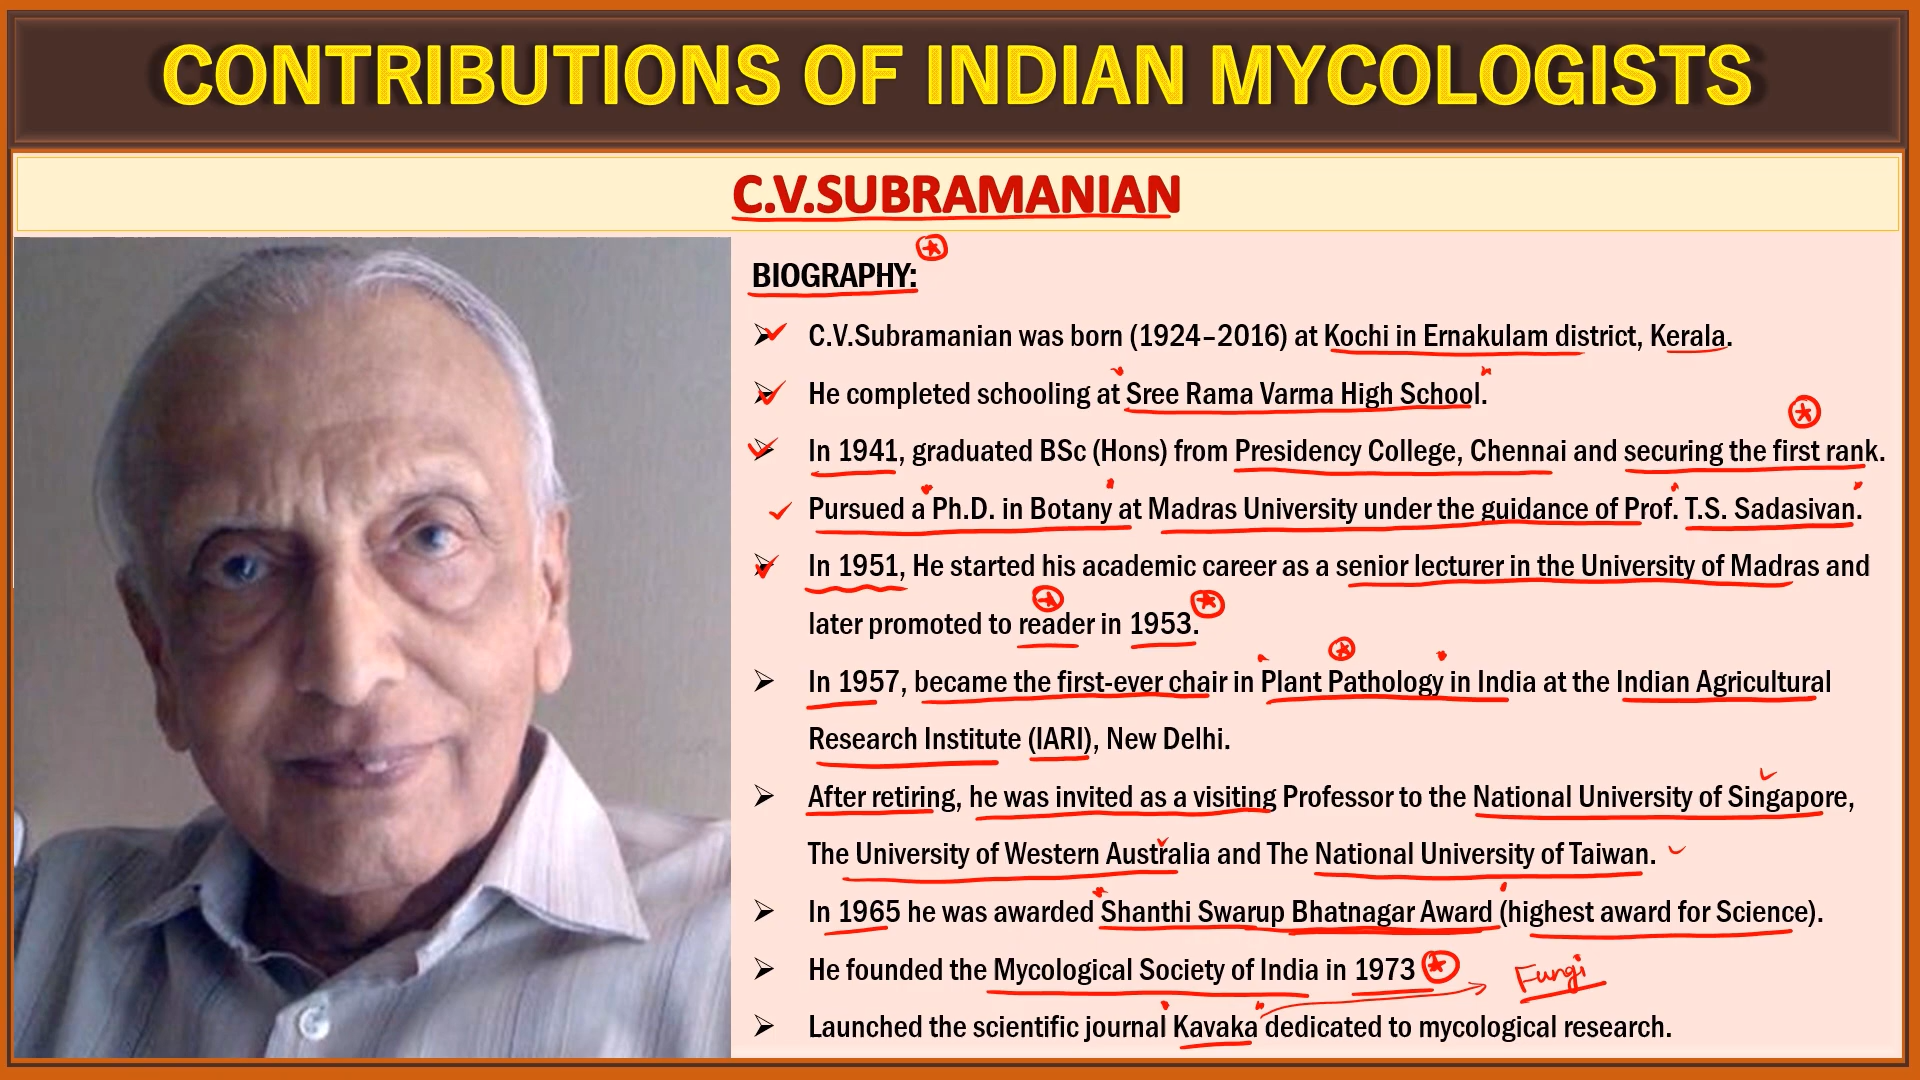 CONTRIBUTIONS OF INDIAN MYCOLOGISTS
C.V.SUBRAMANIAN
BIOGRAPHY:
C.V.Subramanian was born (1924–2016) at Kochi in Ernakulam district, Kerala.
He completed schooling at Sree Rama Varma High School.
In 1941, graduated BSc (Hons) from Presidency College, Chennai and securing the first rank.
Pursued a Ph.D. in Botany at Madras University under the guidance of Prof. T.S. Sadasivan.
In 1951, He started his academic career as a senior lecturer in the University of Madras and
later promoted to reader in 1953.
In 1957, became the first-ever chair in Plant Pathology in India at the Indian Agricultural
Research Institute (IARI), New Delhi.
After retiring, he was invited as a visiting Professor to the National University of Singapore,
The University of Western Australia and The National University of Taiwan.
In 1965 he was awarded Shanthi Swarup Bhatnagar Award (highest award for Science).
He founded the Mycological Society of India in 1973
Fungi
Launched the scientific journal Kavaka dedicated to mycological research.